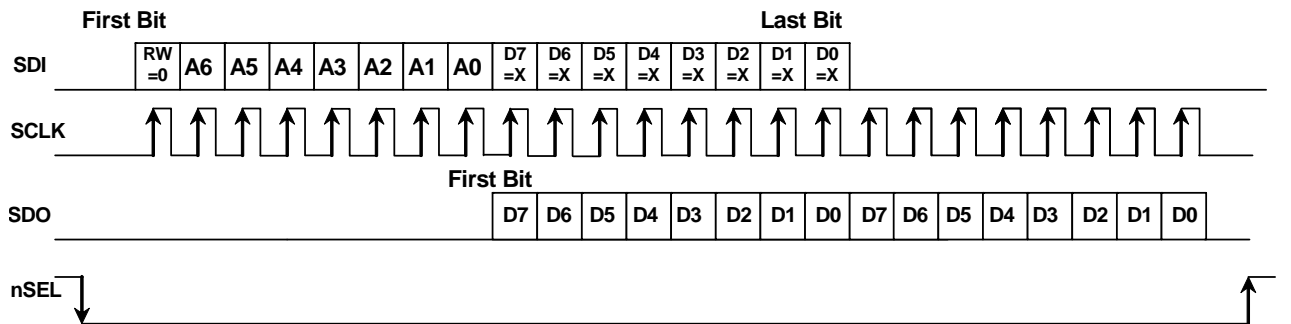 First Bit Last Bit
SDI RW =0 A6 A5 A4 A3 A2 A1 A0 D7 =X D6 =X D5 =X D4 =X D3 =X D2 =X D1 =X D0 =X
SCLK
First Bit
SDO D7 D6 D5 D4 D3 D2 D1 D0 D7 D6 D5 D4 D3 D2 D1 D0
nSEL